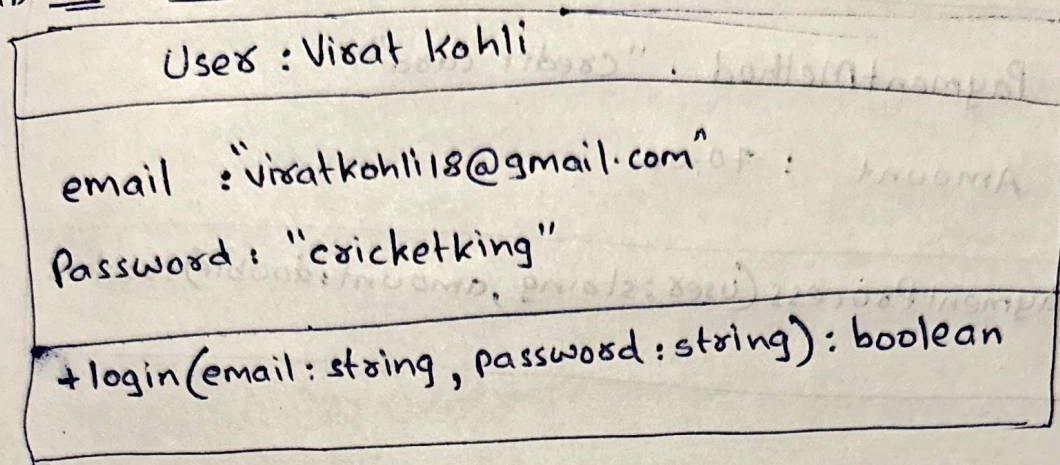 User : Virat Kohli
email : "viratkohli18@gmail.com"
Password : "cricketking"
+ login(email : string, password : string) : boolean